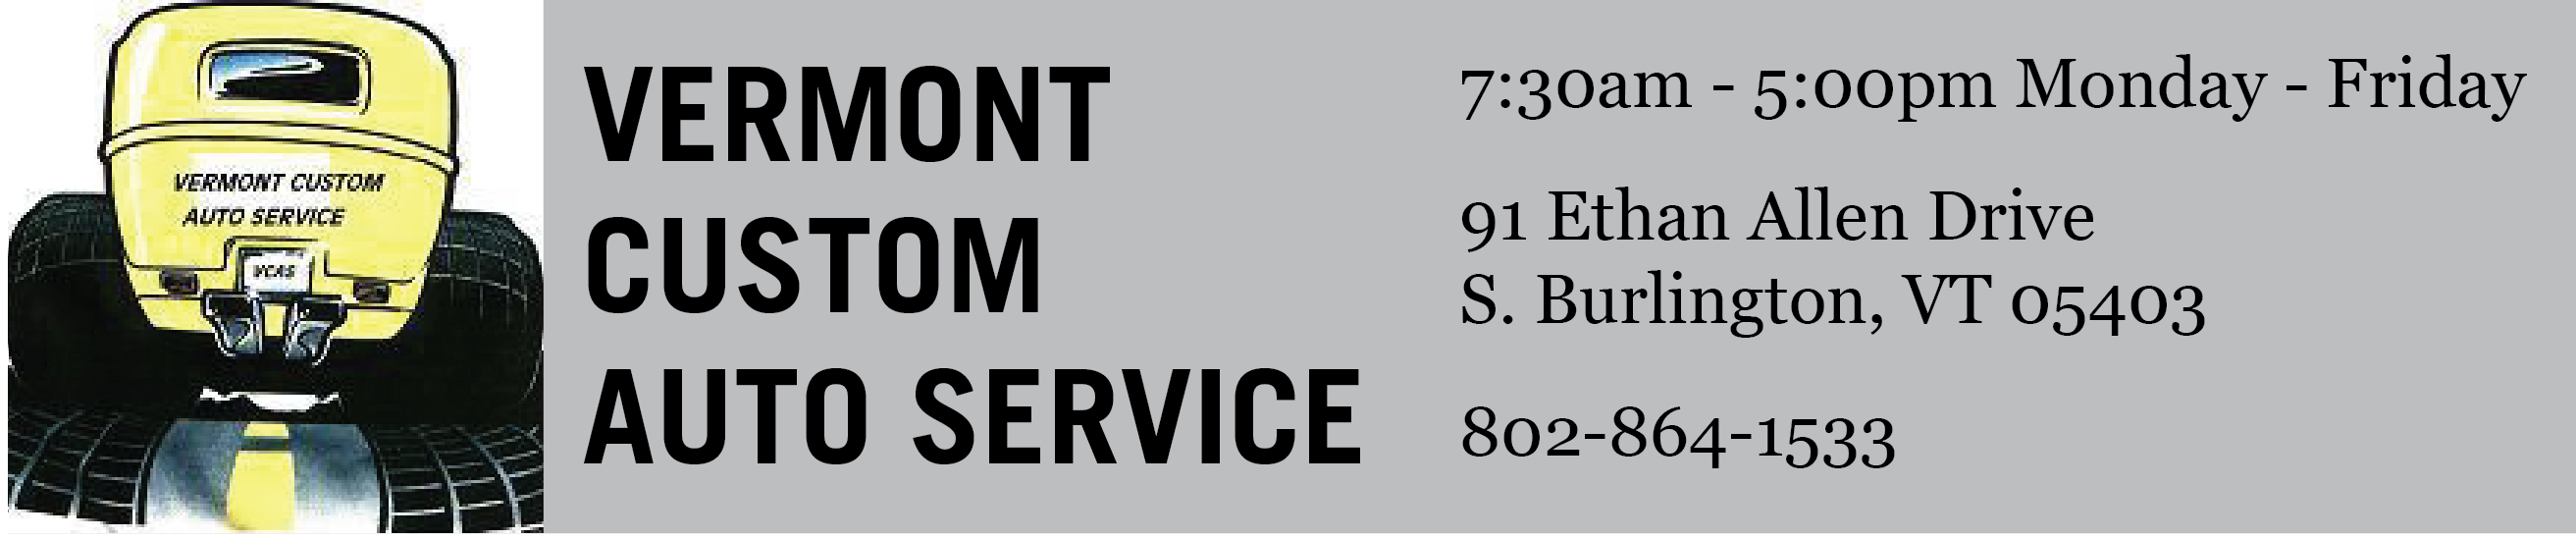 VERMONT CUSTOM
AUTO SERVICE
VCAS
VERMONT
CUSTOM
AUTO SERVICE
7:30am - 5:00pm Monday - Friday
91 Ethan Allen Drive
S. Burlington, VT 05403
802-864-1533